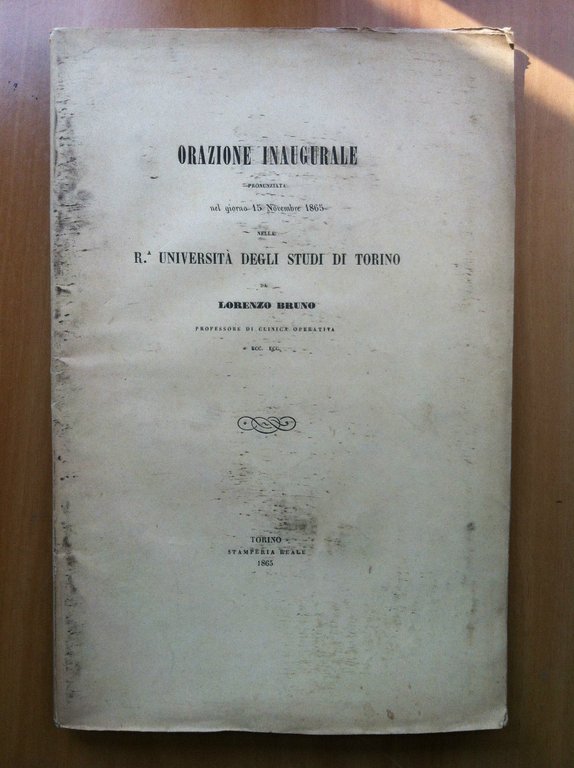 ORAZIONE INAUGURALE
PRONUNZIATA
nel giorno 15 Novembre 1865
NELLA
R.ᴬ UNIVERSITÀ DEGLI STUDI DI TORINO
DA
LORENZO BRUNO
PROFESSORE DI CLINICA OPERATIVA
ECC. ECC.
TORINO
STAMPERIA REALE
1865